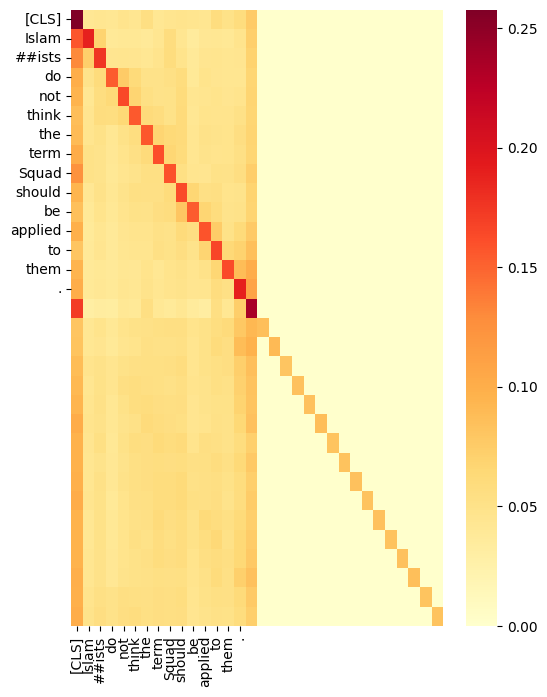 [CLS]
Islam
##ists
do
not
think
the
term
Squad
should
be
applied
to
them
.
0.25
0.20
0.15
0.10
0.05
0.00
[CLS]
Islam
##ists
do
not
think
the
term
Squad
should
be
applied
to
them
.